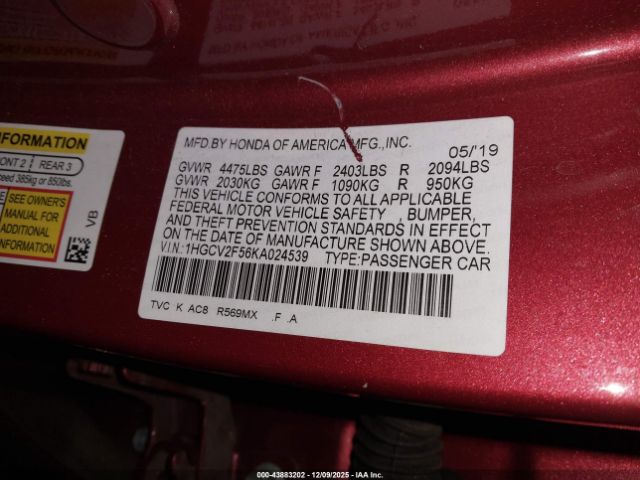 NFORMATION
ONT 2 REAR 3
ceed 385kg or 850lbs.
SEE OWNER'S
MANUAL FOR
ADDITIONAL
INFORMATION
VB
MFD.BY HONDA OF AMERICA MFG.,INC. 05/'19
GVWR 4475LBS GAWR F 2403LBS R 2094LBS
GVWR 2030KG GAWR F 1090KG R 950KG
THIS VEHICLE CONFORMS TO ALL APPLICABLE
FEDERAL MOTOR VEHICLE SAFETY , BUMPER,
AND THEFT PREVENTION STANDARDS IN EFFECT
ON THE DATE OF MANUFACTURE SHOWN ABOVE.
V.I.N.:1HGCV2F56KA024539 TYPE:PASSENGER CAR
TVC K AC8 R569MX .F .A
000-43883202 - 12/09/2025 - IAA Inc.